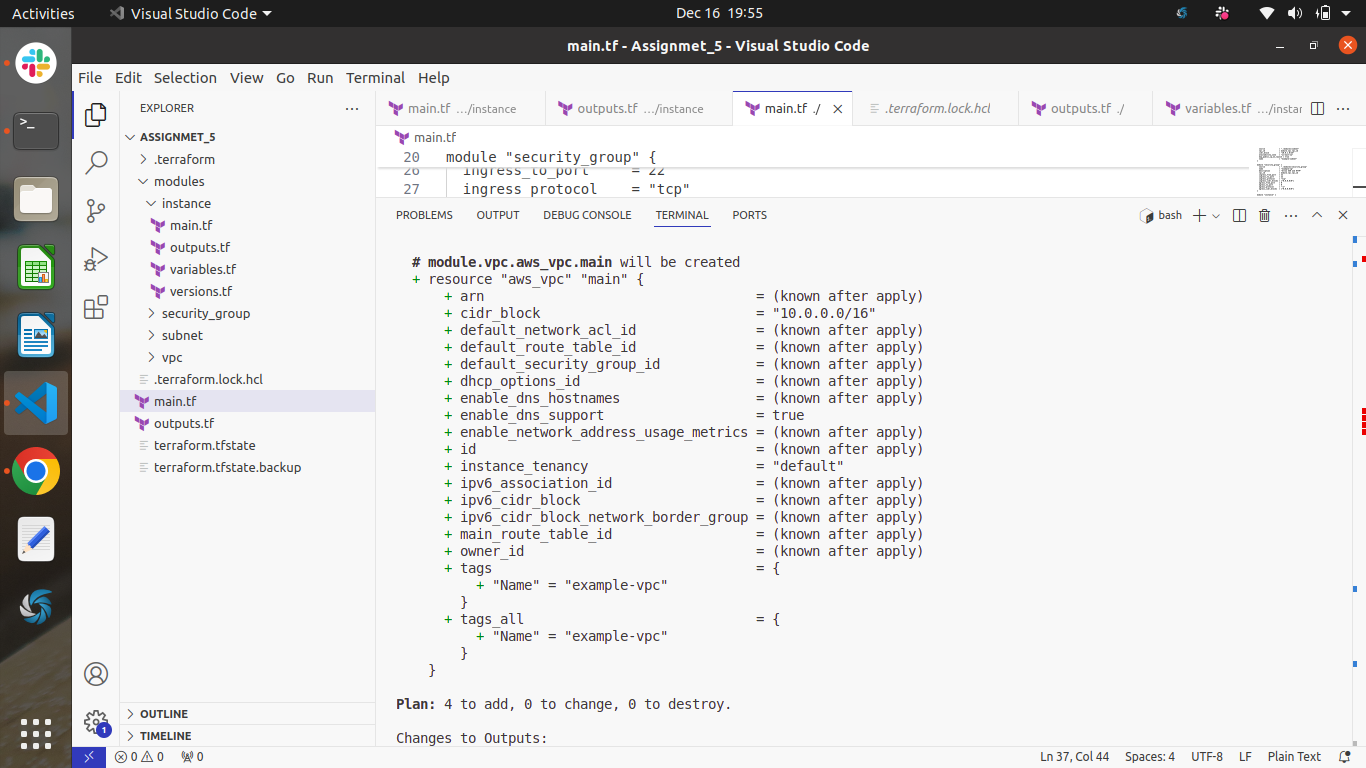 Activities Visual Studio Code Dec 16 19:55
main.tf - Assignmet_5 - Visual Studio Code
File Edit Selection View Go Run Terminal Help
EXPLORER
main.tf .../instance outputs.tf .../instance main.tf ./ .terraform.lock.hcl outputs.tf ./ variables.tf .../instar
ASSIGNMET_5
.terraform
modules
instance
main.tf
outputs.tf
variables.tf
versions.tf
security_group
subnet
vpc
.terraform.lock.hcl
main.tf
outputs.tf
terraform.tfstate
terraform.tfstate.backup
OUTLINE
TIMELINE
main.tf
20 module "security_group" {
26 ingress_to_port = 22
27 ingress_protocol = "tcp"
PROBLEMS OUTPUT DEBUG CONSOLE TERMINAL PORTS bash
# module.vpc.aws_vpc.main will be created
+ resource "aws_vpc" "main" {
+ arn = (known after apply)
+ cidr_block = "10.0.0.0/16"
+ default_network_acl_id = (known after apply)
+ default_route_table_id = (known after apply)
+ default_security_group_id = (known after apply)
+ dhcp_options_id = (known after apply)
+ enable_dns_hostnames = (known after apply)
+ enable_dns_support = true
+ enable_network_address_usage_metrics = (known after apply)
+ id = (known after apply)
+ instance_tenancy = "default"
+ ipv6_association_id = (known after apply)
+ ipv6_cidr_block = (known after apply)
+ ipv6_cidr_block_network_border_group = (known after apply)
+ main_route_table_id = (known after apply)
+ owner_id = (known after apply)
+ tags = {
+ "Name" = "example-vpc"
}
+ tags_all = {
+ "Name" = "example-vpc"
}
}
Plan: 4 to add, 0 to change, 0 to destroy.
Changes to Outputs:
1
0 0 0 Ln 37, Col 44 Spaces: 4 UTF-8 LF Plain Text